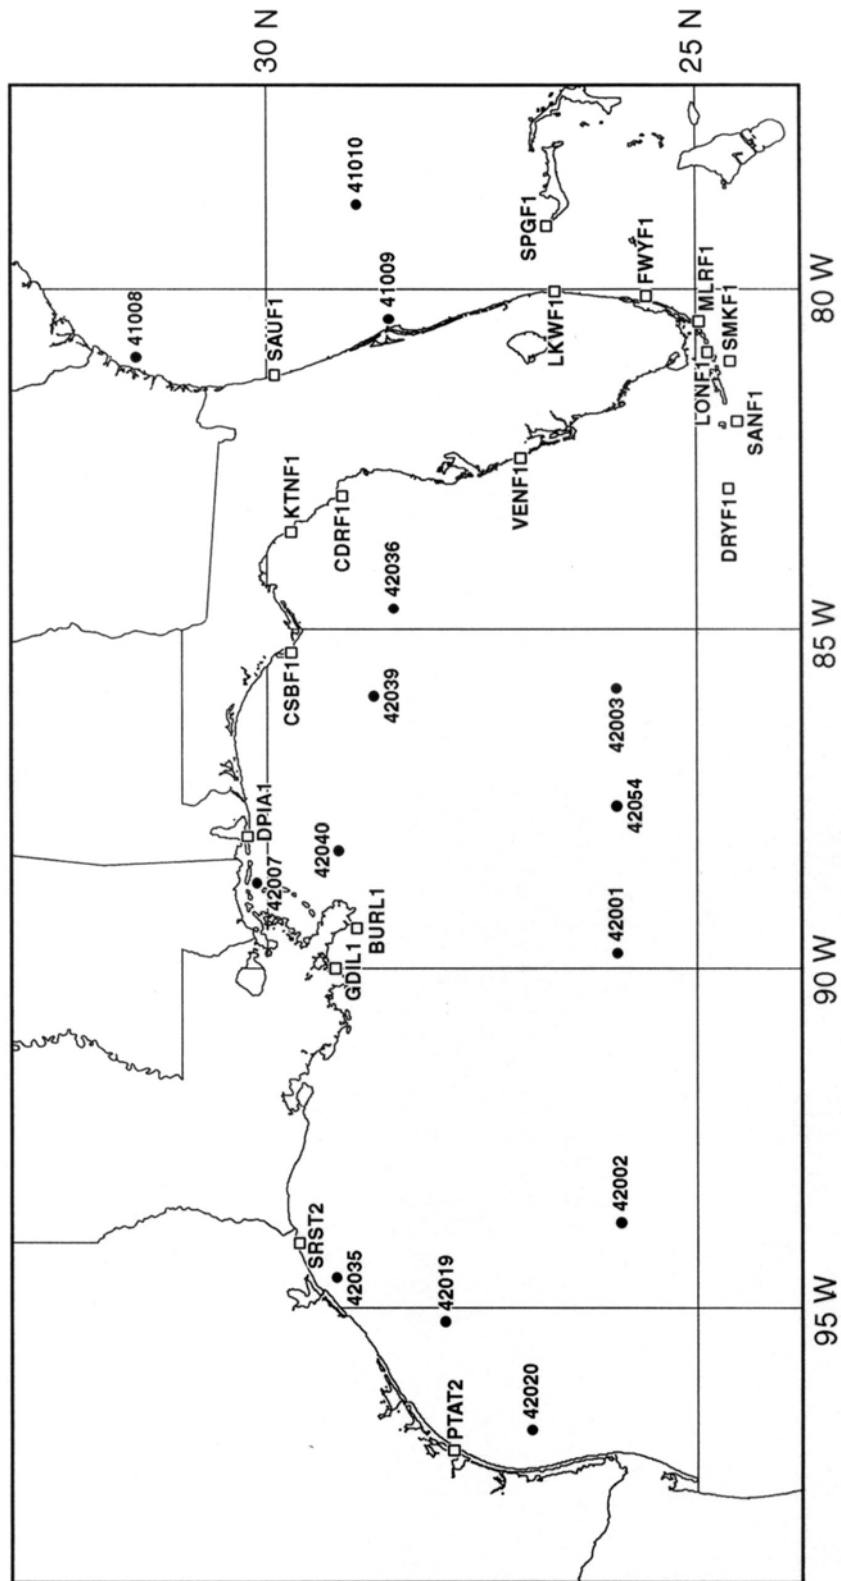 30 N
25 N
41010
SPGF1
41009
FWYF1
80 W
41008
SAUF1
LKWF1
MLRF1
SMKF1
LONF1
SANF1
KTNF1
CDRF1
VENF1
DRYF1
42036
85 W
CSBF1
42039
42003
DPIA1
42040
42054
42007
BURL1
42001
GDIL1
90 W
42002
SRST2
42035
42019
95 W
PTAT2
42020